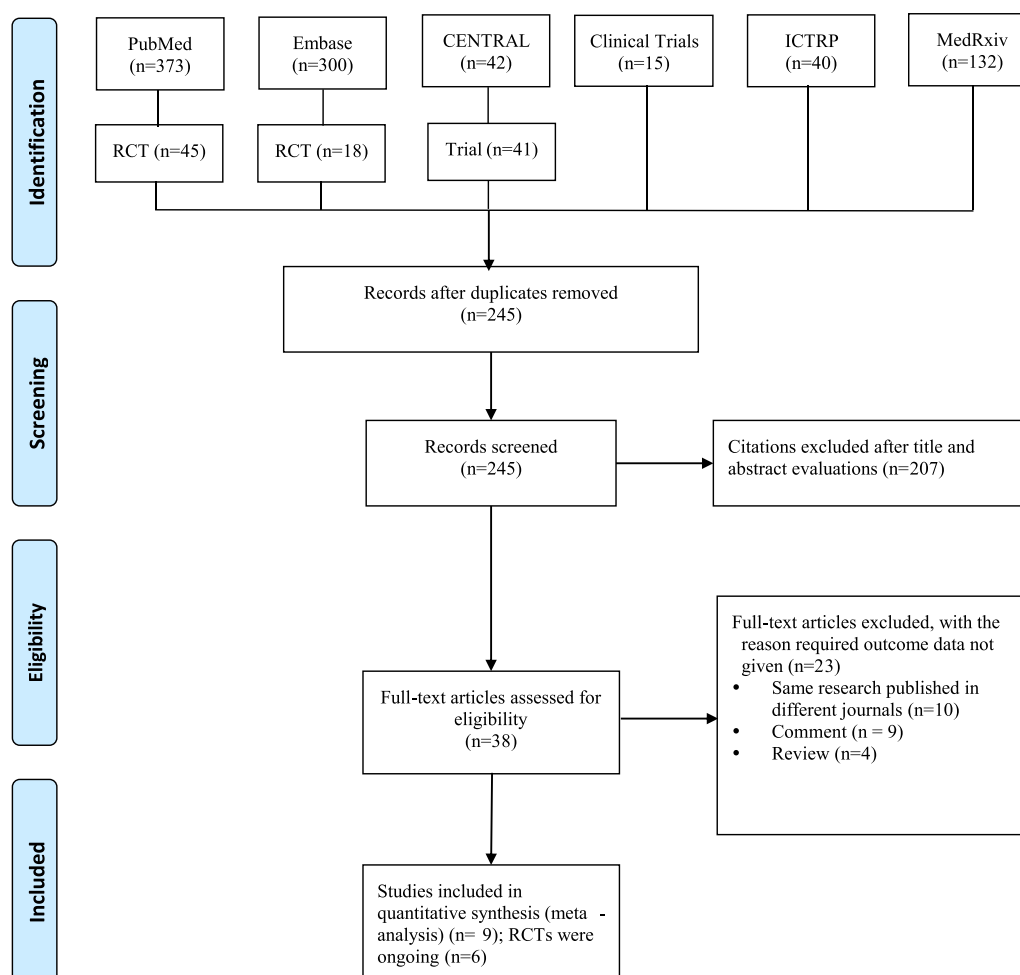 Identification
PubMed
(n=373)
Embase
(n=300)
CENTRAL
(n=42)
Clinical Trials
(n=15)
ICTRP
(n=40)
MedRxiv
(n=132)
RCT (n=45)
RCT (n=18)
Trial (n=41)
Records after duplicates removed
(n=245)
Screening
Records screened
(n=245)
Citations excluded after title and
abstract evaluations (n=207)
Eligibility
Full-text articles assessed for
eligibility
(n=38)
Full-text articles excluded, with the
reason required outcome data not
given (n=23)
• Same research published in
different journals (n=10)
• Comment (n = 9)
• Review (n=4)
Included
Studies included in
quantitative synthesis (meta -
analysis) (n= 9); RCTs were
ongoing (n=6)